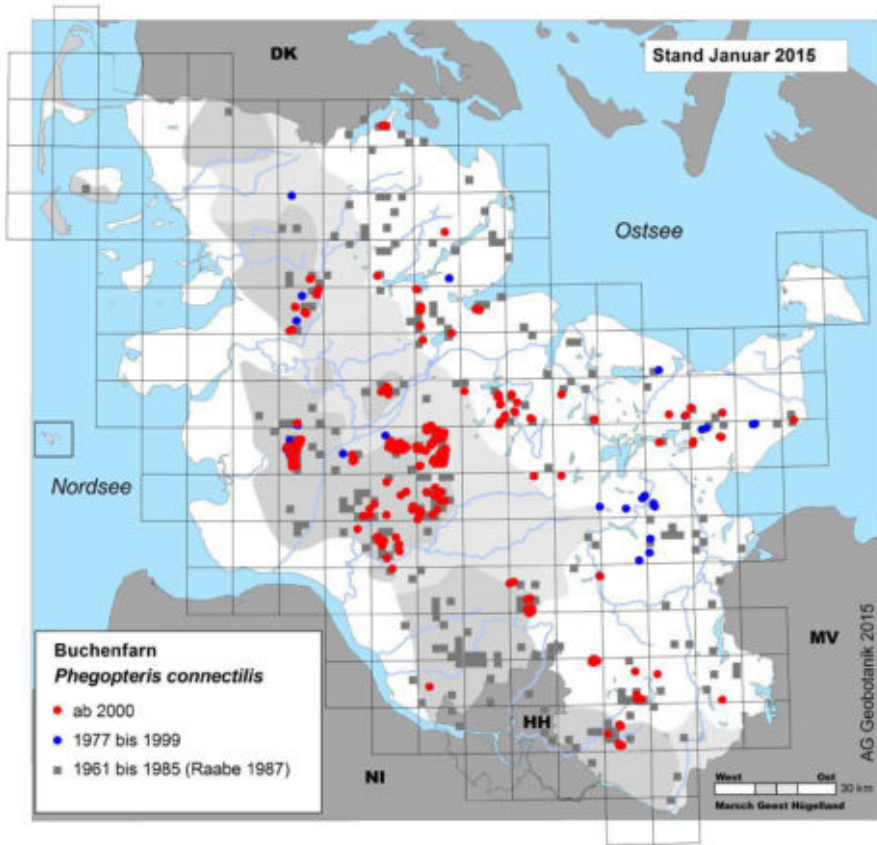 DK
Stand Januar 2015
Ostsee
Nordsee
MV
HH
NI
Buchenfarn
Phegopteris connectilis
ab 2000
1977 bis 1999
1961 bis 1985 (Raabe 1987)
West Ost
30 km
Marsch Geest Hügelland
AG Geobotanik 2015